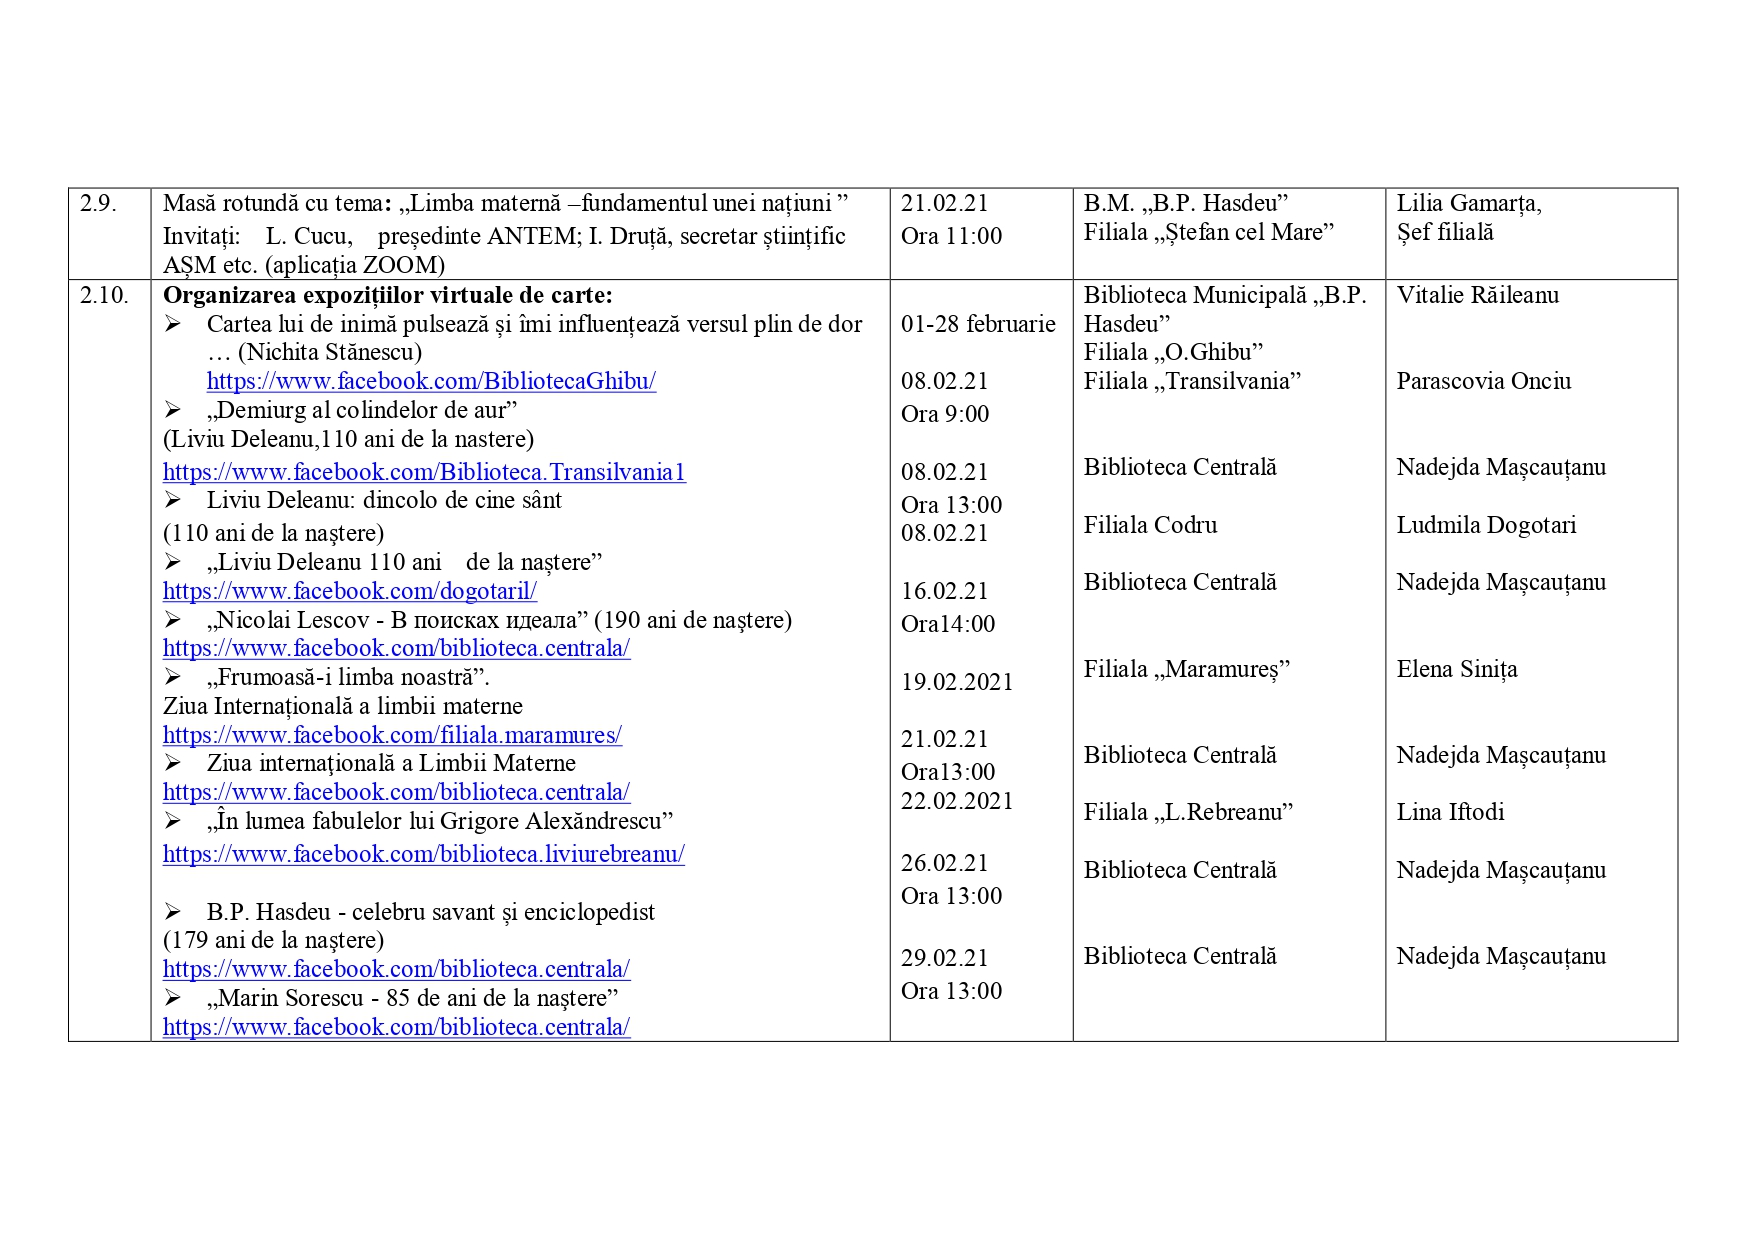 2.9.
Masă rotundă cu tema: „Limba maternă –fundamentul unei națiuni ”
Invitați: L. Cucu, președinte ANTEM; I. Druță, secretar științific
AȘM etc. (aplicația ZOOM)
21.02.21
Ora 11:00
B.M. „B.P. Hasdeu”
Filiala „Ștefan cel Mare”
Lilia Gamarța,
Șef filială
2.10.
Organizarea expozițiilor virtuale de carte:
➢ Cartea lui de inimă pulsează și îmi influențează versul plin de dor
… (Nichita Stănescu)
https://www.facebook.com/BibliotecaGhibu/
➢ „Demiurg al colindelor de aur”
(Liviu Deleanu,110 ani de la nastere)
https://www.facebook.com/Biblioteca.Transilvania1
➢ Liviu Deleanu: dincolo de cine sânt
(110 ani de la naştere)
➢ „Liviu Deleanu 110 ani de la naștere”
https://www.facebook.com/dogotaril/
➢ „Nicolai Lescov - В поисках идеала” (190 ani de naştere)
https://www.facebook.com/biblioteca.centrala/
➢ „Frumoasă-i limba noastră”.
Ziua Internațională a limbii materne
https://www.facebook.com/filiala.maramures/
➢ Ziua internaţională a Limbii Materne
https://www.facebook.com/biblioteca.centrala/
➢ „În lumea fabulelor lui Grigore Alexăndrescu”
https://www.facebook.com/biblioteca.liviurebreanu/
➢ B.P. Hasdeu - celebru savant și enciclopedist
(179 ani de la naştere)
https://www.facebook.com/biblioteca.centrala/
➢ „Marin Sorescu - 85 de ani de la naştere”
https://www.facebook.com/biblioteca.centrala/
01-28 februarie
08.02.21
Ora 9:00
08.02.21
Ora 13:00
08.02.21
16.02.21
Ora14:00
19.02.2021
21.02.21
Ora13:00
22.02.2021
26.02.21
Ora 13:00
29.02.21
Ora 13:00
Biblioteca Municipală „B.P.
Hasdeu”
Filiala „O.Ghibu”
Filiala „Transilvania”
Biblioteca Centrală
Filiala Codru
Biblioteca Centrală
Filiala „Maramureș”
Biblioteca Centrală
Filiala „L.Rebreanu”
Biblioteca Centrală
Biblioteca Centrală
Vitalie Răileanu
Parascovia Onciu
Nadejda Mașcauțanu
Ludmila Dogotari
Nadejda Mașcauțanu
Elena Sinița
Nadejda Mașcauțanu
Lina Iftodi
Nadejda Mașcauțanu
Nadejda Mașcauțanu